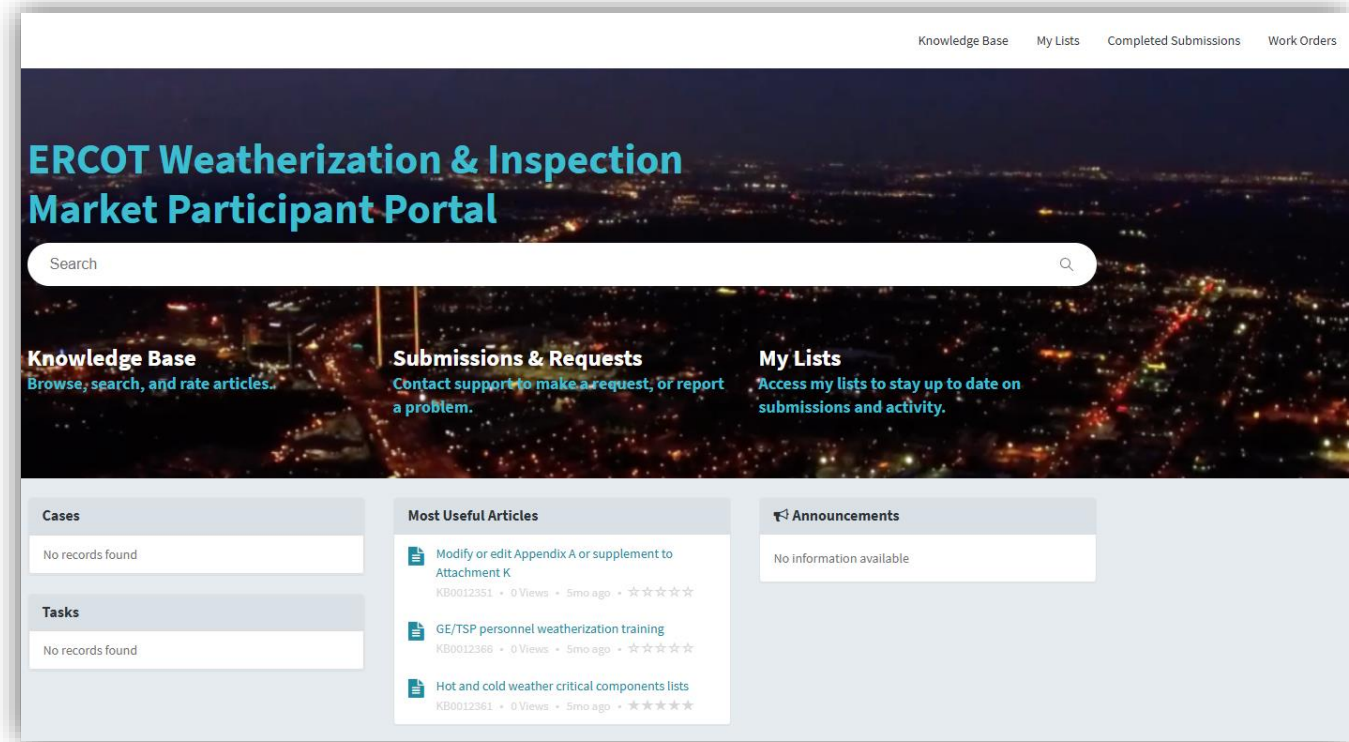 Knowledge Base My Lists Completed Submissions Work Orders
ERCOT Weatherization & Inspection
Market Participant Portal
Search
Knowledge Base
Browse, search, and rate articles.
Submissions & Requests
Contact support to make a request, or report
a problem.
My Lists
Access my lists to stay up to date on
submissions and activity.
Cases
No records found
Tasks
No records found
Most Useful Articles
Modify or edit Appendix A or supplement to
Attachment K
KB0012351 • 0 Views • 5mo ago • ☆☆☆☆☆
GE/TSP personnel weatherization training
KB0012366 • 0 Views • 5mo ago • ☆☆☆☆☆
Hot and cold weather critical components lists
KB0012361 • 0 Views • 5mo ago • ★★★★★
Announcements
No information available